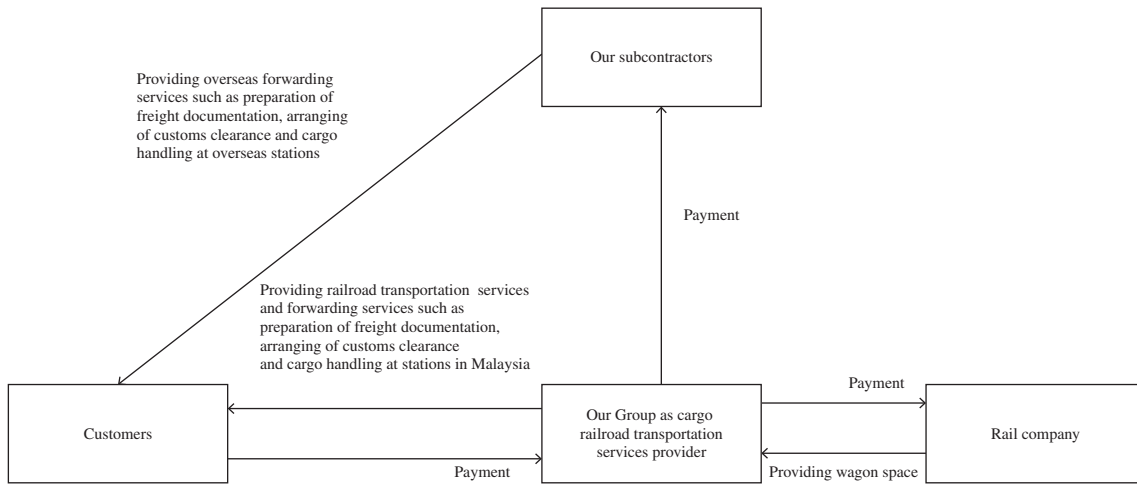 Our subcontractors
Providing overseas forwarding
services such as preparation of
freight documentation, arranging
of customs clearance and cargo
handling at overseas stations
Payment
Providing railroad transportation services
and forwarding services such as
preparation of freight documentation,
arranging of customs clearance
and cargo handling at stations in Malaysia
Customers
Payment
Our Group as cargo
railroad transportation
services provider
Payment
Providing wagon space
Rail company